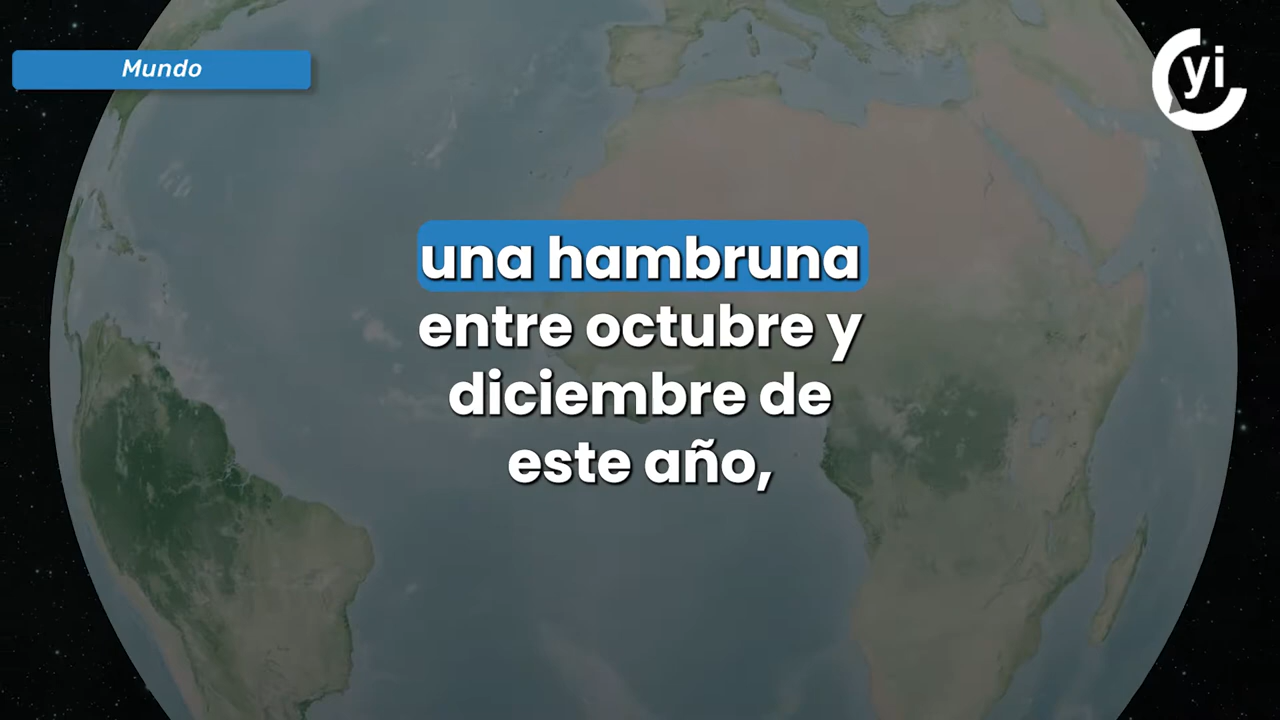 Mundo
yi
una hambruna
entre octubre y
diciembre de
este año,